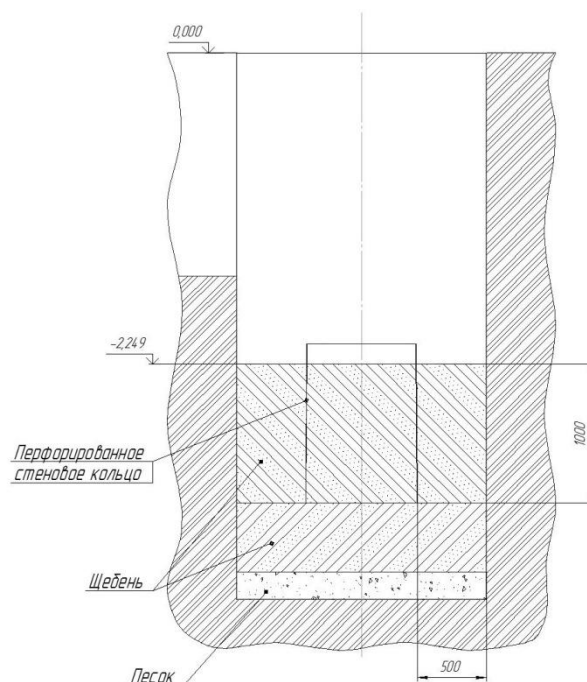 0,000
-2,249
1000
Перфорированное
стеновое кольцо
Щебень
Песок
500